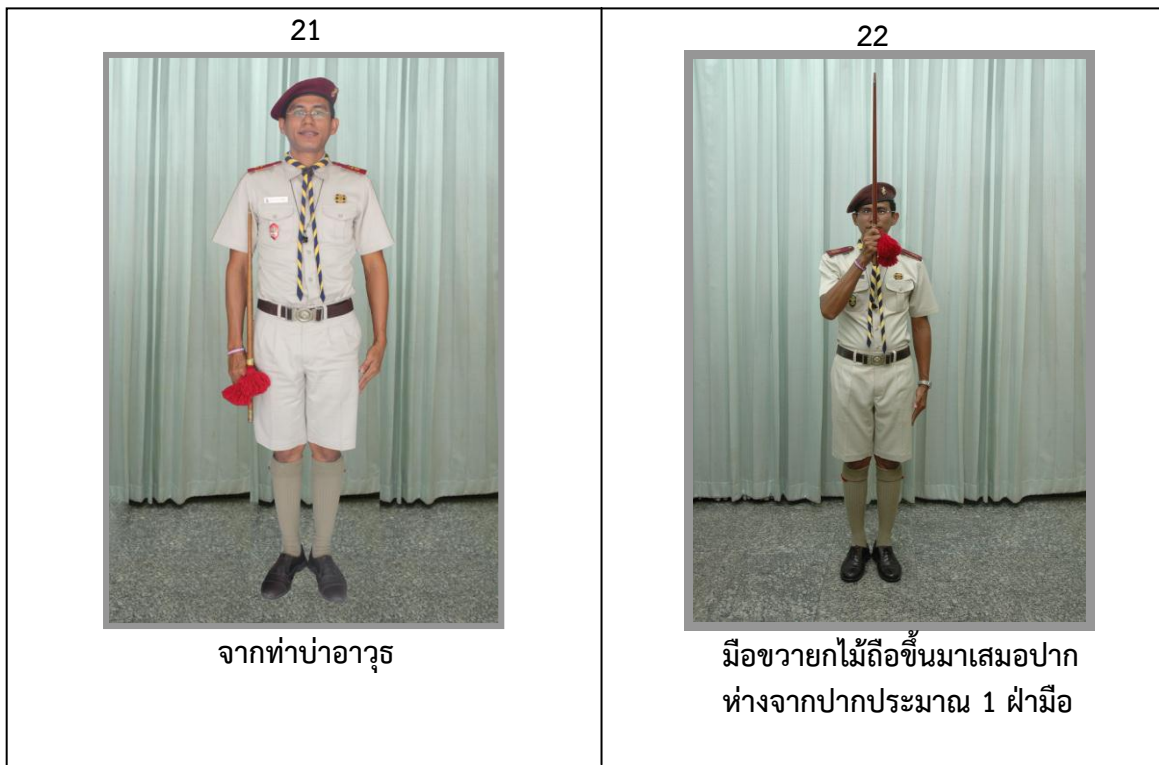 21
22
จากท่าบ่าอาวุธ
มือขวายกไม้ถือขึ้นมาเสมอปาก
ห่างจากปากประมาณ 1 ฝ่ามือ